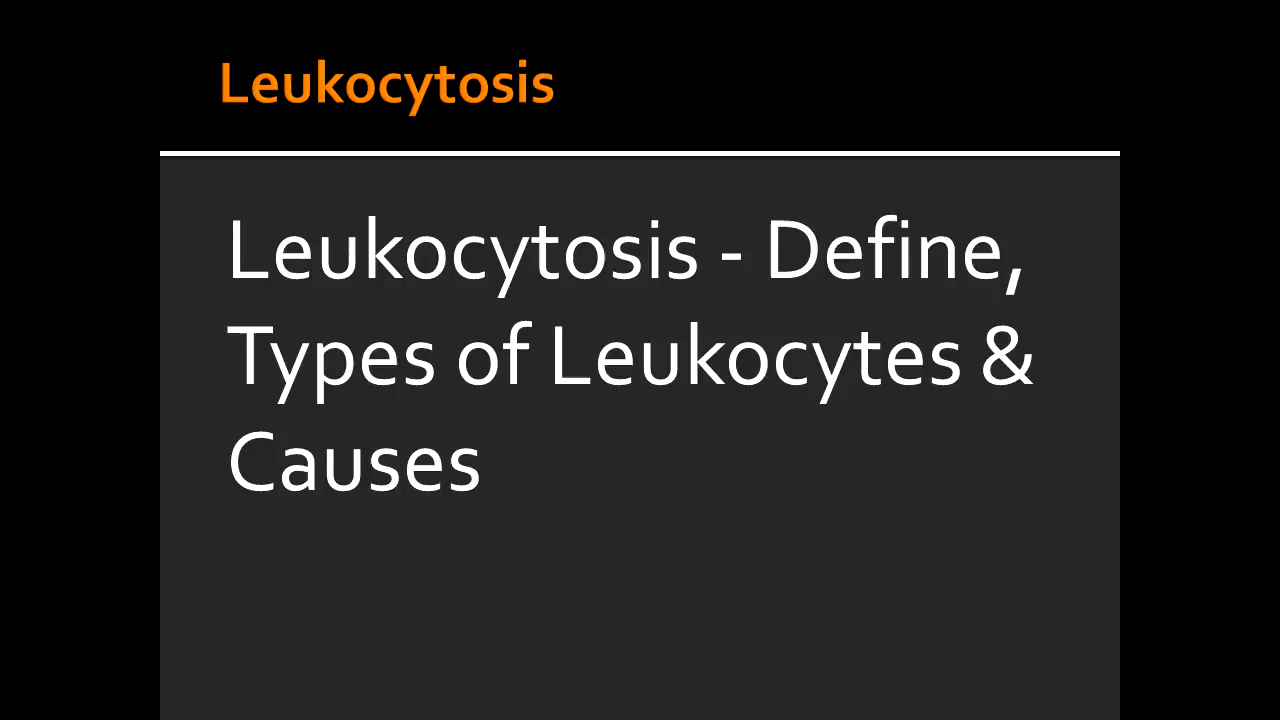 Leukocytosis
Leukocytosis - Define,
Types of Leukocytes &
Causes